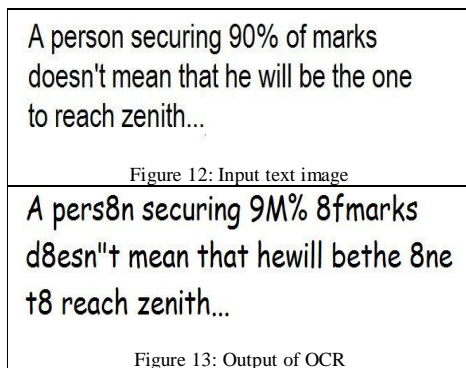 A person securing 90% of marks
doesn't mean that he will be the one
to reach zenith...
Figure 12: Input text image
A pers8n securing 9M% 8fmarks
d8esn"t mean that hewill bethe 8ne
t8 reach zenith...
Figure 13: Output of OCR